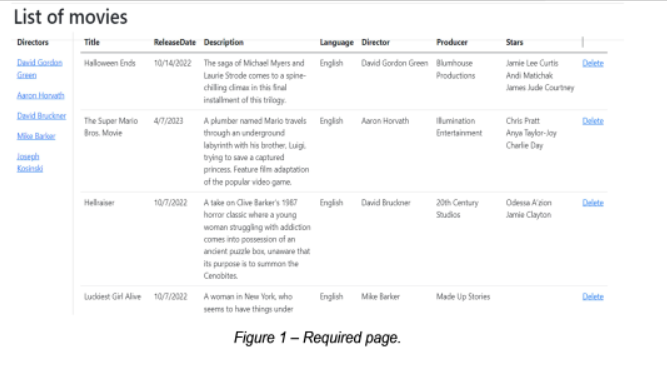 List of movies
Directors
David Gordon
Green
Aaron Horvath
David Bruckner
Mike Barker
Joseph
Kosinski
Title ReleaseDate Description Language Director Producer Stars
Halloween Ends 10/14/2022 The saga of Michael Myers and English David Gordon Green Blumhouse Jamie Lee Curtis Delete
Laurie Strode comes to a spine- Productions Andi Matichak
chilling climax in this final James Jude Courtney
installment of this trilogy.
The Super Mario 4/7/2023 A plumber named Mario travels English Aaron Horvath Illumination Chris Pratt Delete
Bros. Movie through an underground Entertainment Anya Taylor-Joy
labyrinth with his brother, Luigi, Charlie Day
trying to save a captured
princess. Feature film adaptation
of the popular video game.
Hellraiser 10/7/2022 A take on Clive Barker's 1987 English David Bruckner 20th Century Odessa A'zion Delete
horror classic where a young Studios Jamie Clayton
woman struggling with addiction
comes into possession of an
ancient puzzle box, unaware that
its purpose is to summon the
Cenobites.
Luckiest Girl Alive 10/7/2022 A woman in New York, who English Mike Barker Made Up Stories Delete
seems to have things under
Figure 1 – Required page.